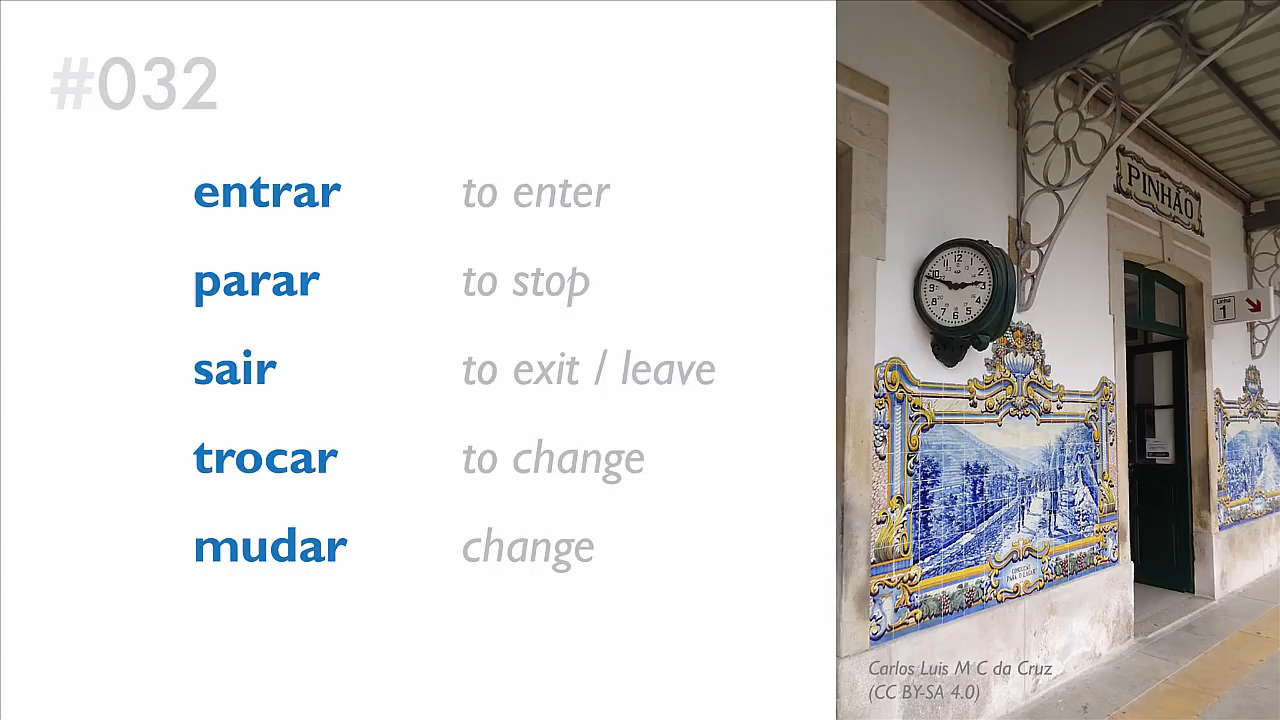 #032
entrar to enter
parar to stop
sair to exit / leave
trocar to change
mudar change
PINHÃO
Linha
1
12
Carlos Luis M C da Cruz
(CC BY-SA 4.0)